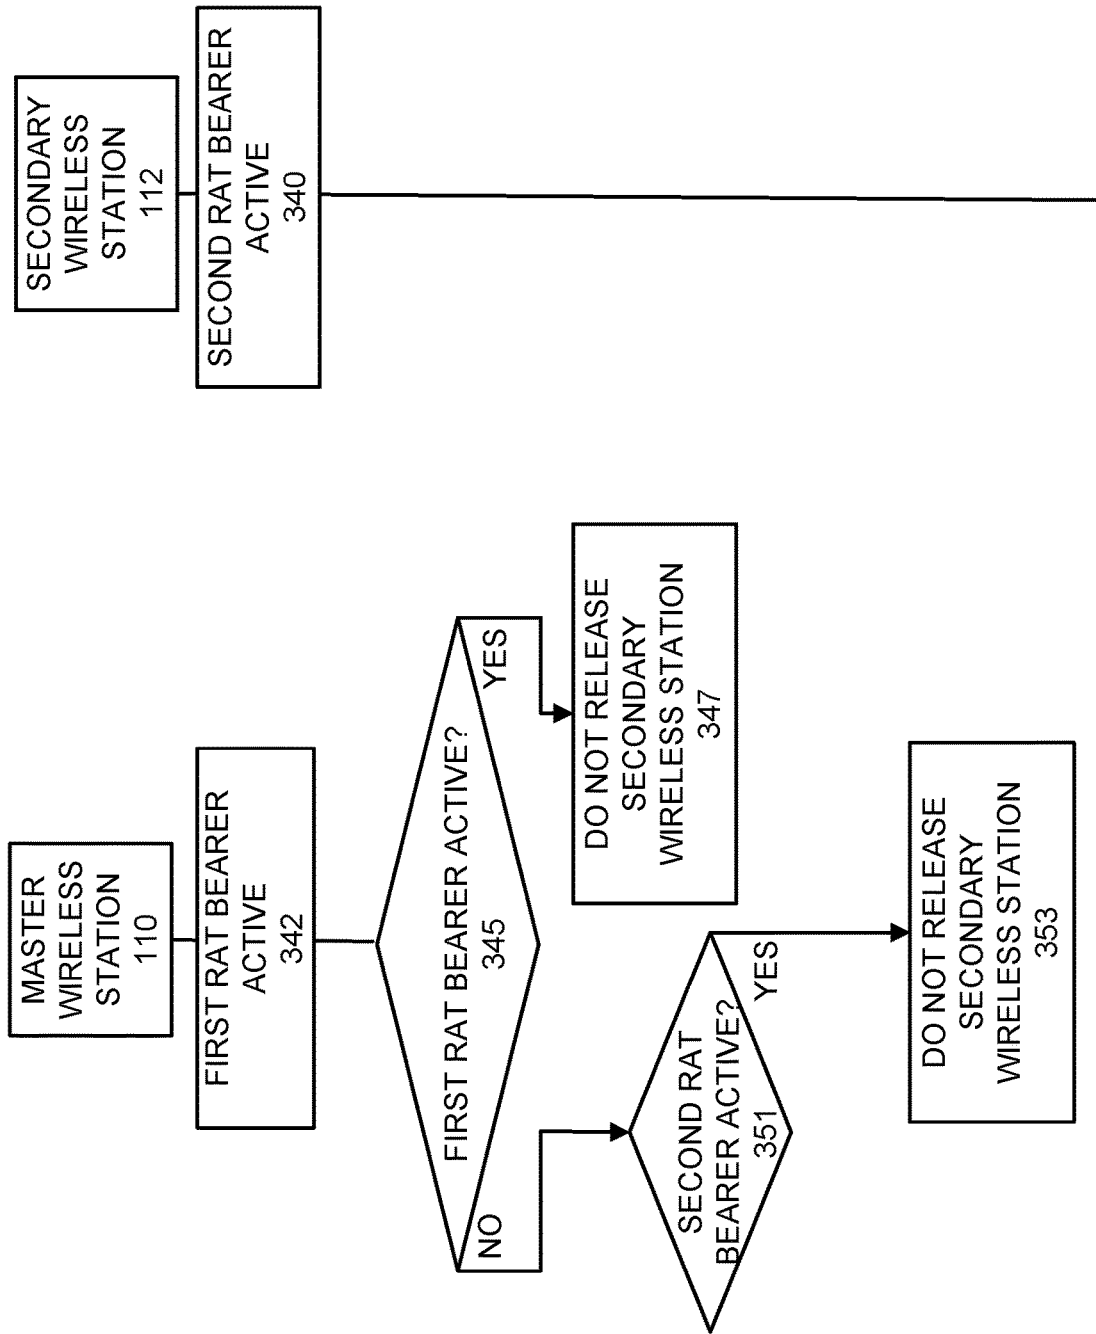 MASTER
WIRELESS
STATION
110
SECONDARY
WIRELESS
STATION
112
FIRST RAT BEARER
ACTIVE
342
SECOND RAT BEARER
ACTIVE
340
FIRST RAT BEARER ACTIVE?
345
NO
YES
DO NOT RELEASE
SECONDARY
WIRELESS STATION
347
SECOND RAT
BEARER ACTIVE?
351
YES
DO NOT RELEASE
SECONDARY
WIRELESS STATION
353